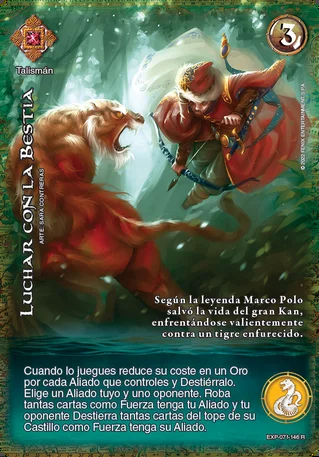 3
Talismán
LUCHAR CON LA BESTIA
ARTE: SARA CONTRERAS
© 2022 FENIX ENTERTAINMENT SPA
Según la leyenda Marco Polo
salvó la vida del gran Kan,
enfrentándose valientemente
contra un tigre enfurecido.
Cuando lo juegues reduce su coste en un Oro
por cada Aliado que controles y Destiérralo.
Elige un Aliado tuyo y uno oponente. Roba
tantas cartas como Fuerza tenga tu Aliado y tu
oponente Destierra tantas cartas del tope de su
Castillo como Fuerza tenga su Aliado.
EXP-071-146 R